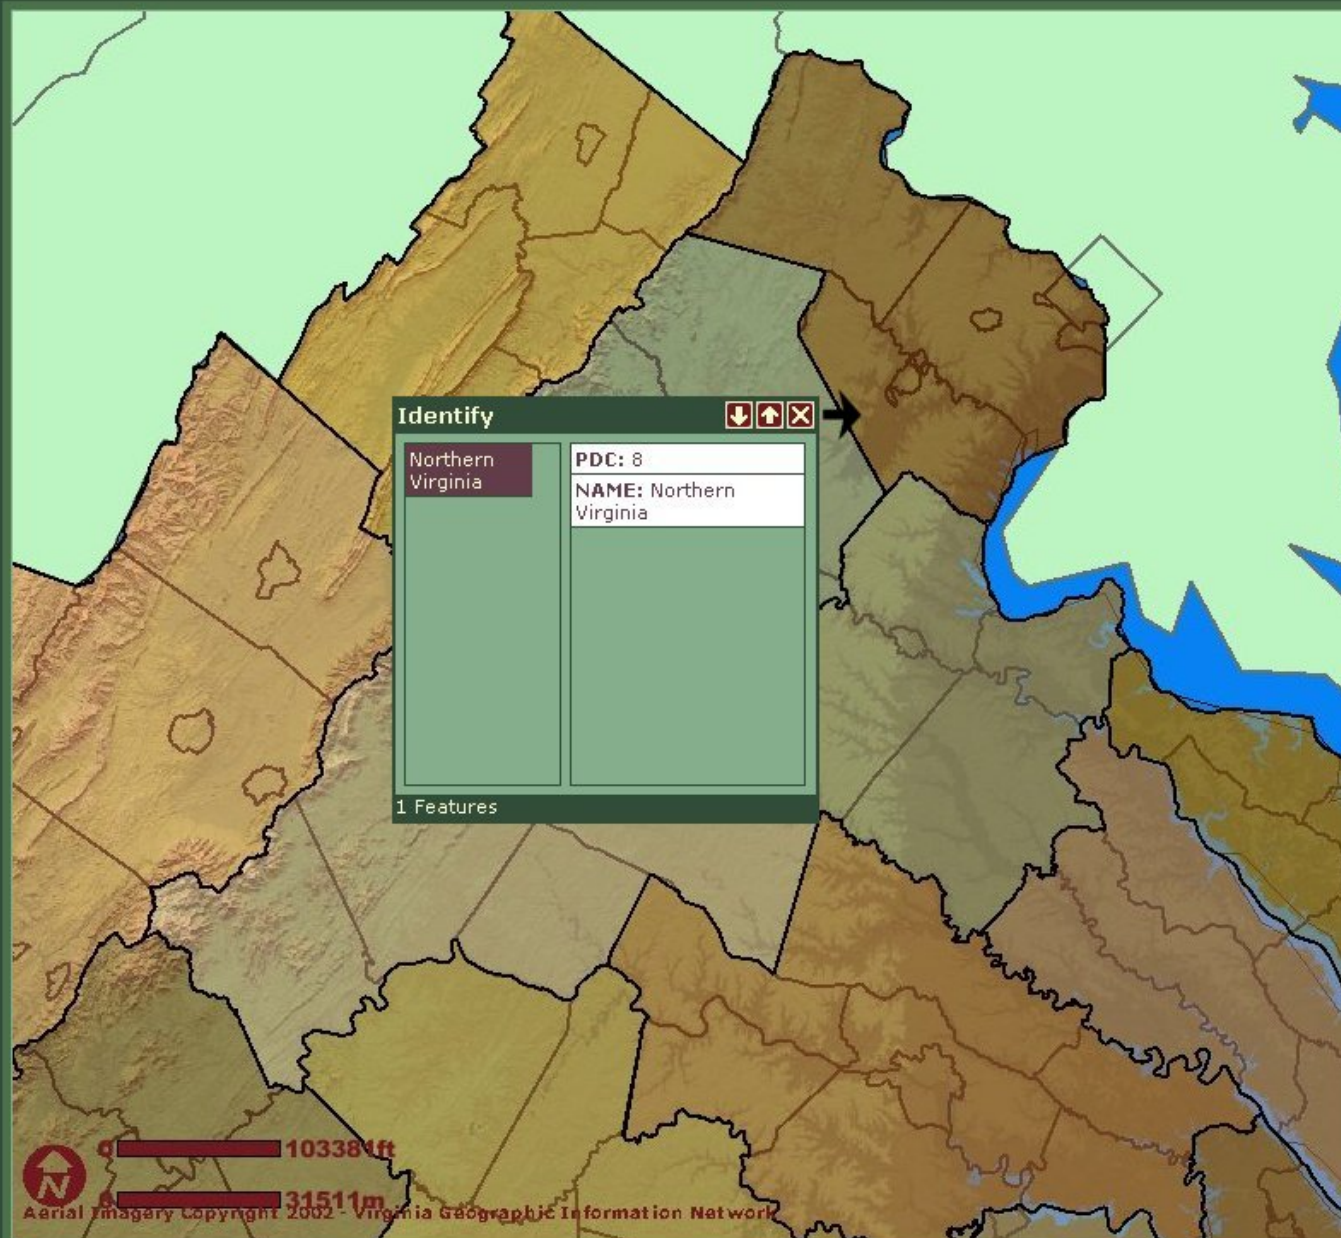 Identify
Northern
Virginia
PDC: 8
NAME: Northern
Virginia
1 Features
0 103381ft
0 31511m
N
Aerial Imagery Copyright 2002 - Virginia Geographic Information Network